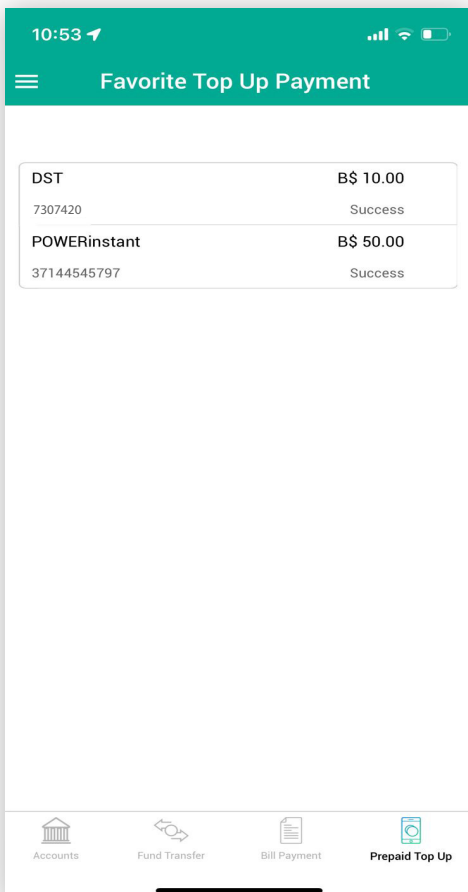 10:53
Favorite Top Up Payment
DST B$ 10.00
7307420 Success
POWERinstant B$ 50.00
37144545797 Success
Accounts Fund Transfer Bill Payment Prepaid Top Up